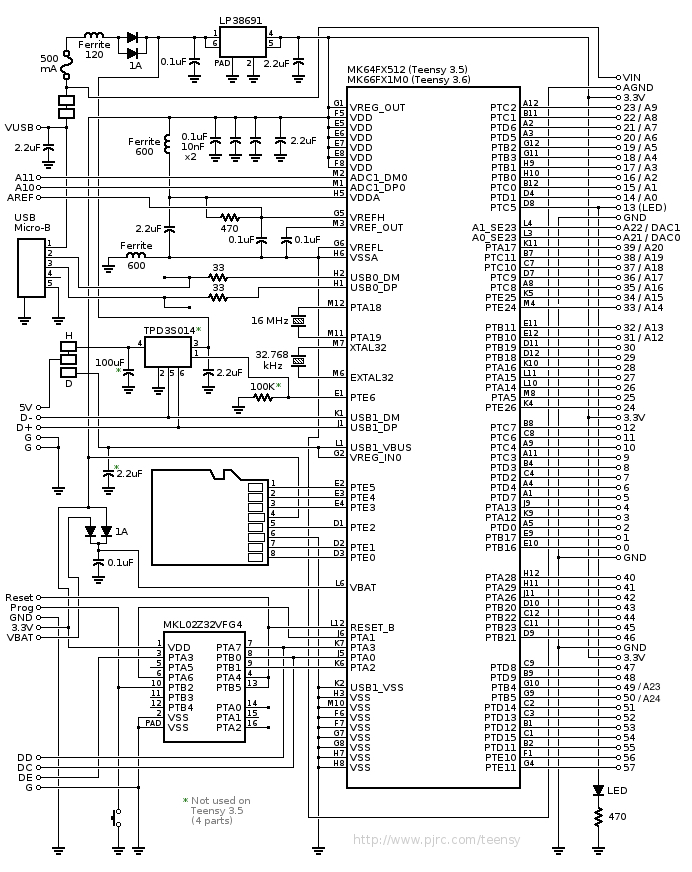 LP38691
Ferrite
120
500
mA
1A
0.1uF
1
6
4
5
PAD
2
2.2uF
MK64FX512 (Teensy 3.5)
MK66FX1M0 (Teensy 3.6)
VUSB
2.2uF
Ferrite
600
0.1uF
10nF
x2
2.2uF
A11
A10
AREF
G1 VREG_OUT
F5 VDD
E5 VDD
E6 VDD
E7 VDD
E8 VDD
F8 VDD
M2 ADC1_DM0
M1 ADC1_DP0
H5 VDDA
G5 VREFH
M3 VREF_OUT
G6 VREFL
H6 VSSA
H2 USB0_DM
H1 USB0_DP
M12 PTA18
M11 PTA19
M7 XTAL32
M6 EXTAL32
E1 PTE6
K1 USB1_DM
J1 USB1_DP
L1 USB1_VBUS
G2 VREG_IN0
E2 PTE5
E3 PTE4
E4 PTE3
D1 PTE2
D2 PTE1
D3 PTE0
L6 VBAT
L12 RESET_B
J6 PTA1
K7 PTA3
J5 PTA0
K6 PTA2
K2 USB1_VSS
H3 VSS
M10 VSS
F6 VSS
F7 VSS
G7 VSS
G8 VSS
H7 VSS
H8 VSS
USB
Micro-B
1
2
3
4
5
2.2uF
470
0.1uF
0.1uF
Ferrite
600
33
33
16 MHz
32.768
kHz
100K*
H
D
TPD3S014*
4
3
1
2
5
6
100uF
*
2.2uF
5V
D-
D+
G
G
*
2.2uF
1
2
3
4
5
6
7
8
1A
0.1uF
Reset
Prog
GND
3.3V
VBAT
MKL02Z32VFG4
1 VDD
3 PTA3
5 PTA5
6 PTA6
10 PTB2
11 PTB3
12 PTB4
2 VSS
PAD VSS
PTA7 7
PTB0 8
PTB1 9
PTA4 4
PTB5 13
PTA0 14
PTA1 15
PTA2 16
DD
DC
DE
G
* Not used on
Teensy 3.5
(4 parts)
VIN
AGND
3.3V
PTC2 A12 23 / A9
PTC1 B11 22 / A8
PTD6 A2 21 / A7
PTD5 A3 20 / A6
PTB2 G12 19 / A5
PTB3 G11 18 / A4
PTB1 H9 17 / A3
PTB0 H10 16 / A2
PTC0 B12 15 / A1
PTD1 D4 14 / A0
PTC5 D8 13 (LED)
GND
A1_SE23 L3 A22 / DAC1
A0_SE23 L4 A21 / DAC0
PTA17 K11 39 / A20
PTC11 B7 38 / A19
PTC10 C7 37 / A18
PTC9 D7 36 / A17
PTC8 A8 35 / A16
PTE25 K5 34 / A15
PTE24 M4 33 / A14
PTB11 E11 32 / A13
PTB10 E12 31 / A12
PTB19 D11 30
PTB18 D12 29
PTA16 K10 28
PTA15 L11 27
PTA14 L10 26
PTA5 M8 25
PTE26 K4 24
3.3V
PTC7 B8 12
PTC6 C8 11
PTC4 A9 10
PTC3 A11 9
PTD3 B4 8
PTD2 C4 7
PTD4 A4 6
PTD7 A1 5
PTA13 J9 4
PTA12 K9 3
PTD0 A5 2
PTB17 E9 1
PTB16 E10 0
GND
PTA28 H12 40
PTA29 H11 41
PTA26 J11 42
PTB20 D10 43
PTB22 C12 44
PTB23 C11 45
PTB21 D9 46
GND
3.3V
PTD8 C9 47
PTD9 B9 48
PTB4 G10 49 / A23
PTB5 G9 50 / A24
PTD14 C2 51
PTD13 C3 52
PTD12 B1 53
PTD15 C1 54
PTD11 B2 55
PTE10 F1 56
PTE11 G4 57
LED
470
http://www.pjrc.com/teensy